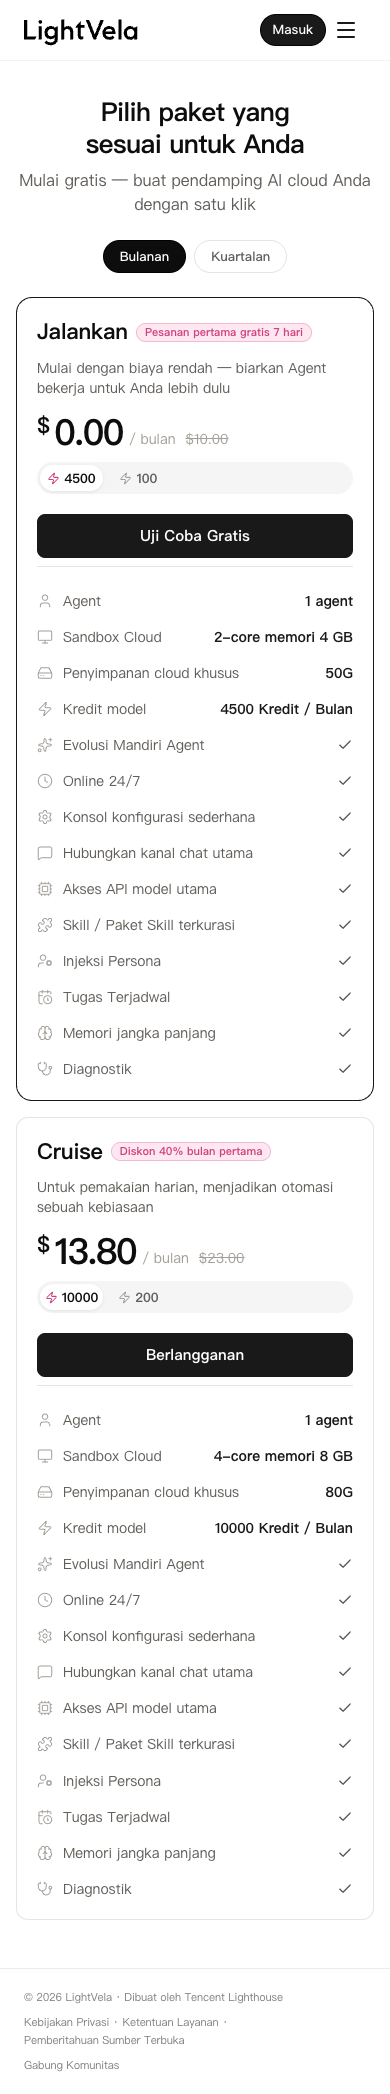 LightVela
Masuk
Pilih paket yang
sesuai untuk Anda
Mulai gratis — buat pendamping AI cloud Anda
dengan satu klik
Bulanan
Kuartalan
Jalankan
Pesanan pertama gratis 7 hari
Mulai dengan biaya rendah — biarkan Agent
bekerja untuk Anda lebih dulu
$0.00 / bulan $10.00
4500
100
Uji Coba Gratis
Agent 1 agent
Sandbox Cloud 2-core memori 4 GB
Penyimpanan cloud khusus 50G
Kredit model 4500 Kredit / Bulan
Evolusi Mandiri Agent
Online 24/7
Konsol konfigurasi sederhana
Hubungkan kanal chat utama
Akses API model utama
Skill / Paket Skill terkurasi
Injeksi Persona
Tugas Terjadwal
Memori jangka panjang
Diagnostik
Cruise
Diskon 40% bulan pertama
Untuk pemakaian harian, menjadikan otomasi
sebuah kebiasaan
$13.80 / bulan $23.00
10000
200
Berlangganan
Agent 1 agent
Sandbox Cloud 4-core memori 8 GB
Penyimpanan cloud khusus 80G
Kredit model 10000 Kredit / Bulan
Evolusi Mandiri Agent
Online 24/7
Konsol konfigurasi sederhana
Hubungkan kanal chat utama
Akses API model utama
Skill / Paket Skill terkurasi
Injeksi Persona
Tugas Terjadwal
Memori jangka panjang
Diagnostik
© 2026 LightVela · Dibuat oleh Tencent Lighthouse
Kebijakan Privasi · Ketentuan Layanan ·
Pemberitahuan Sumber Terbuka
Gabung Komunitas